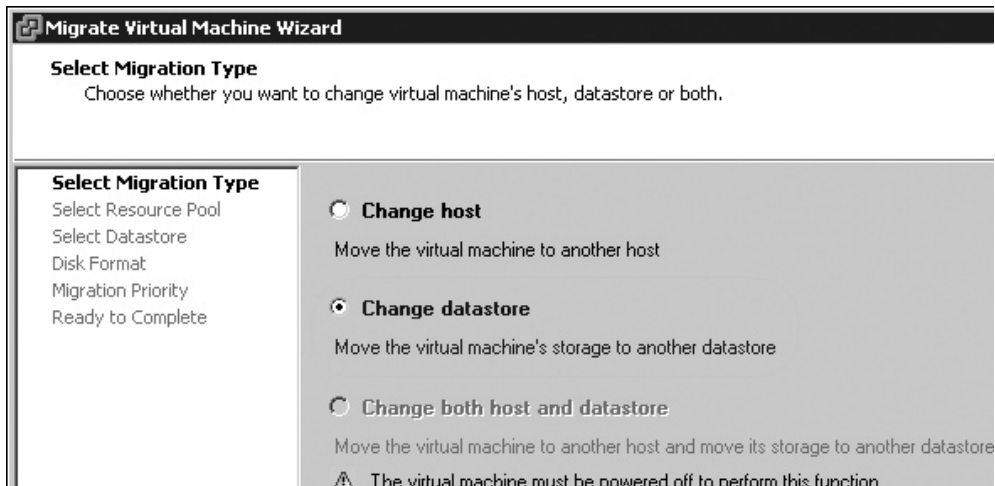 Migrate Virtual Machine Wizard
Select Migration Type
Choose whether you want to change virtual machine's host, datastore or both.
Select Migration Type
Select Resource Pool
Select Datastore
Disk Format
Migration Priority
Ready to Complete
Change host
Move the virtual machine to another host
Change datastore
Move the virtual machine's storage to another datastore
Change both host and datastore
Move the virtual machine to another host and move its storage to another datastore
The virtual machine must be powered off to perform this function